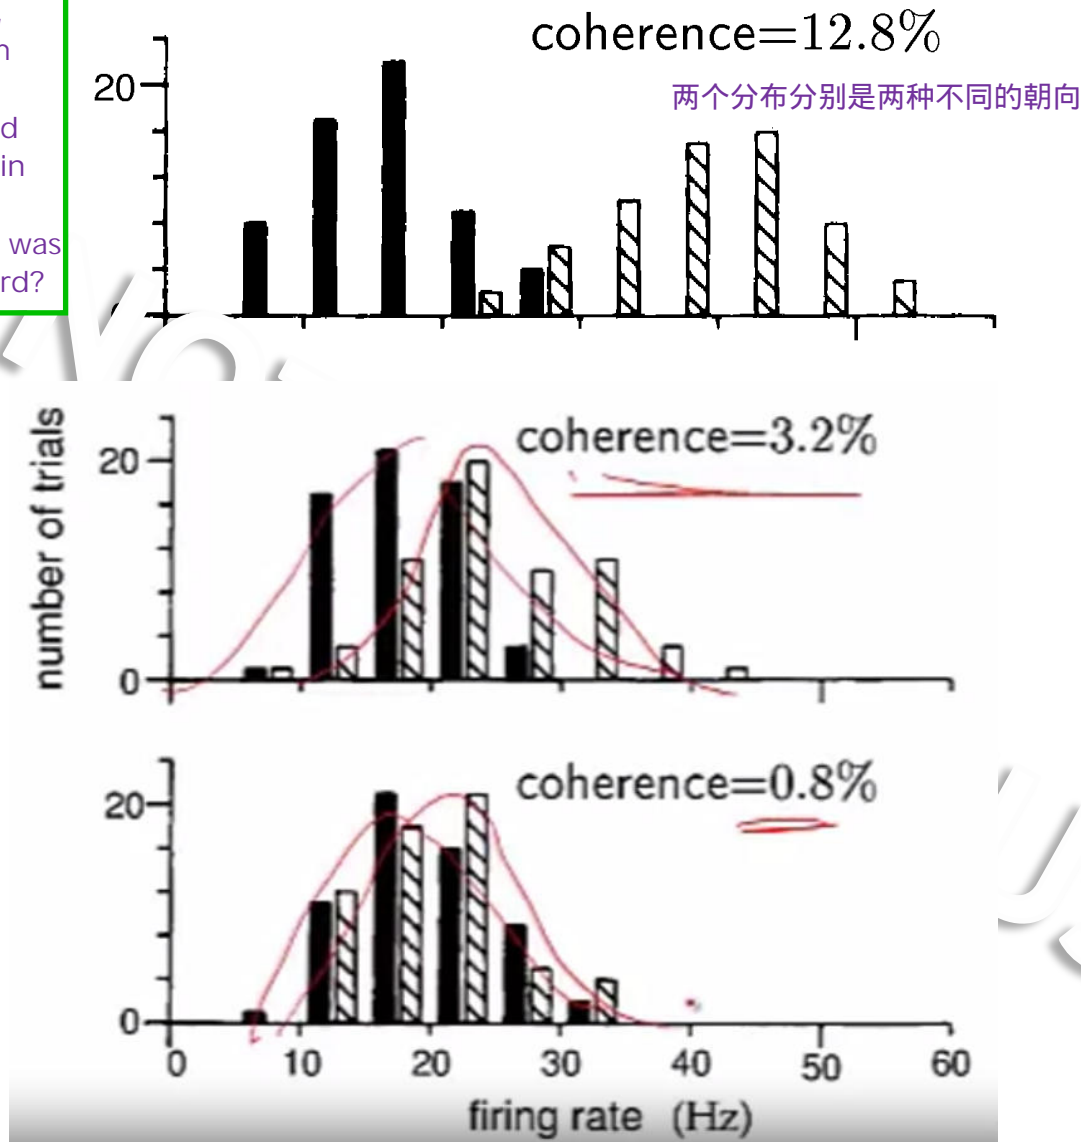 n
d
in
was
rd?
coherence=12.8%
两个分布分别是两种不同的朝向
20
number of trials
coherence=3.2%
20
0
coherence=0.8%
20
0
0 10 20 30 40 50 60
firing rate (Hz)